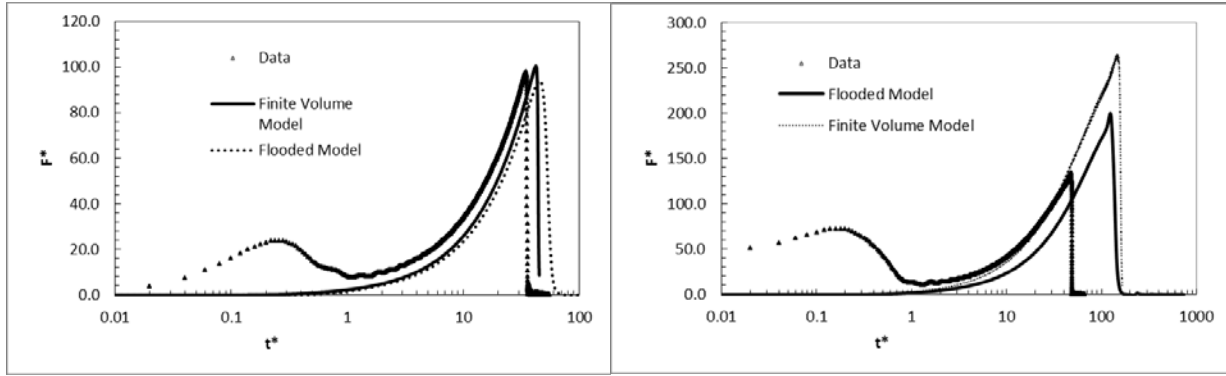 120.0
100.0
80.0
60.0
40.0
20.0
0.0
F*
Data
Finite Volume
Model
Flooded Model
0.01
0.1
1
10
100
t*
300.0
250.0
200.0
150.0
100.0
50.0
0.0
F*
Data
Flooded Model
Finite Volume Model
0.01
0.1
1
10
100
1000
t*